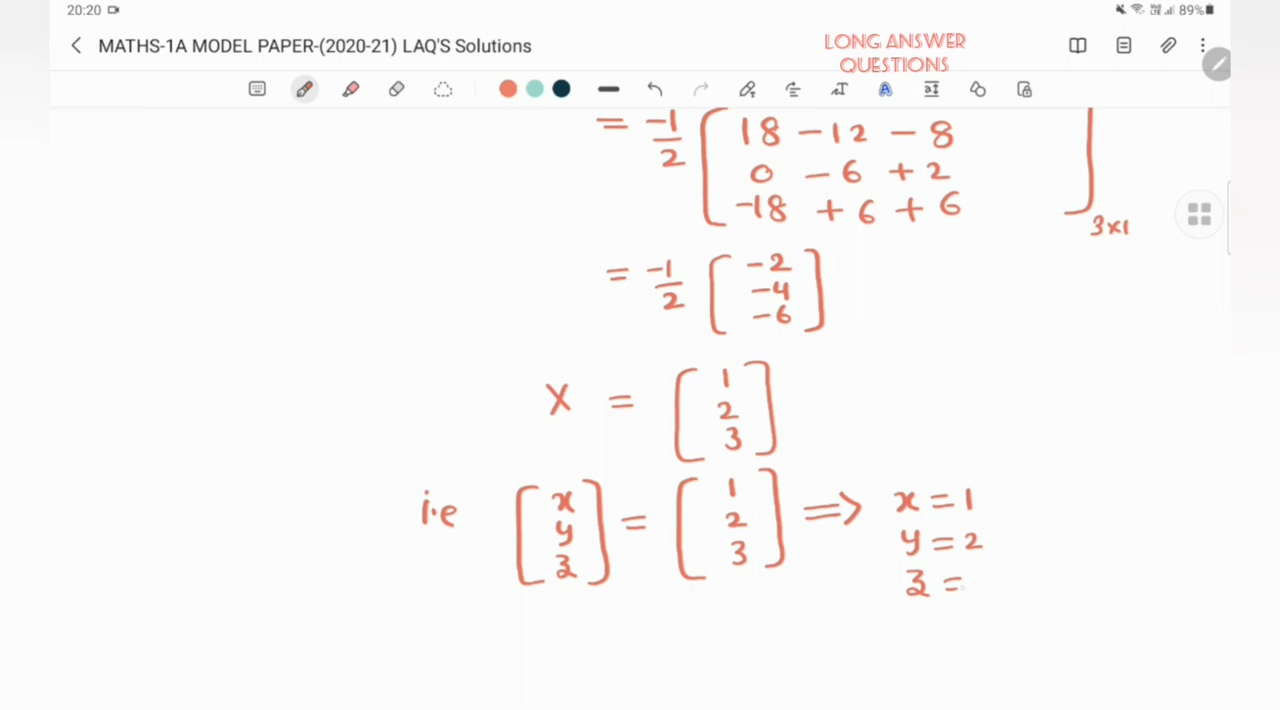 20:20 89%
MATHS-1A MODEL PAPER-(2020-21) LAQ'S Solutions
LONG ANSWER
QUESTIONS
= -1/2 [ 18 - 12 - 8
0 - 6 + 2
-18 + 6 + 6 ] 3x1
= -1/2 [ -2
-4
-6 ]
X = [ 1
2
3 ]
i.e [ x y z ] = [ 1 2 3 ] => x = 1
y = 2
z =